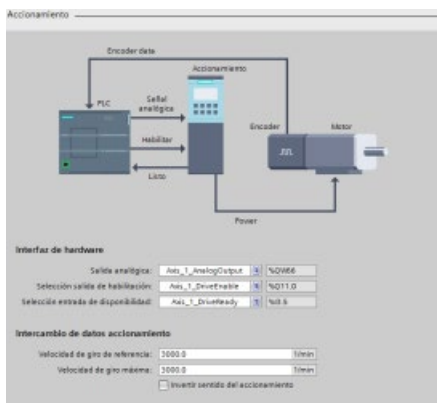 Accionamiento
Encoder data
Accionamiento
PLC
Señal
analógica
Habilitar
Encoder
Motor
Listo
Power
Interfaz de hardware
Salida analógica: Axis_1_AnalogOutput %QW66
Selección salida de habilitación: Axis_1_DriveEnable %Q11.0
Selección entrada de disponibilidad: Axis_1_DriveReady
Intercambio de datos accionamiento
Velocidad de giro de referencia: 3000.0 1/min
Velocidad de giro máxima: 3000.0 1/min
Invertir sentido del accionamiento